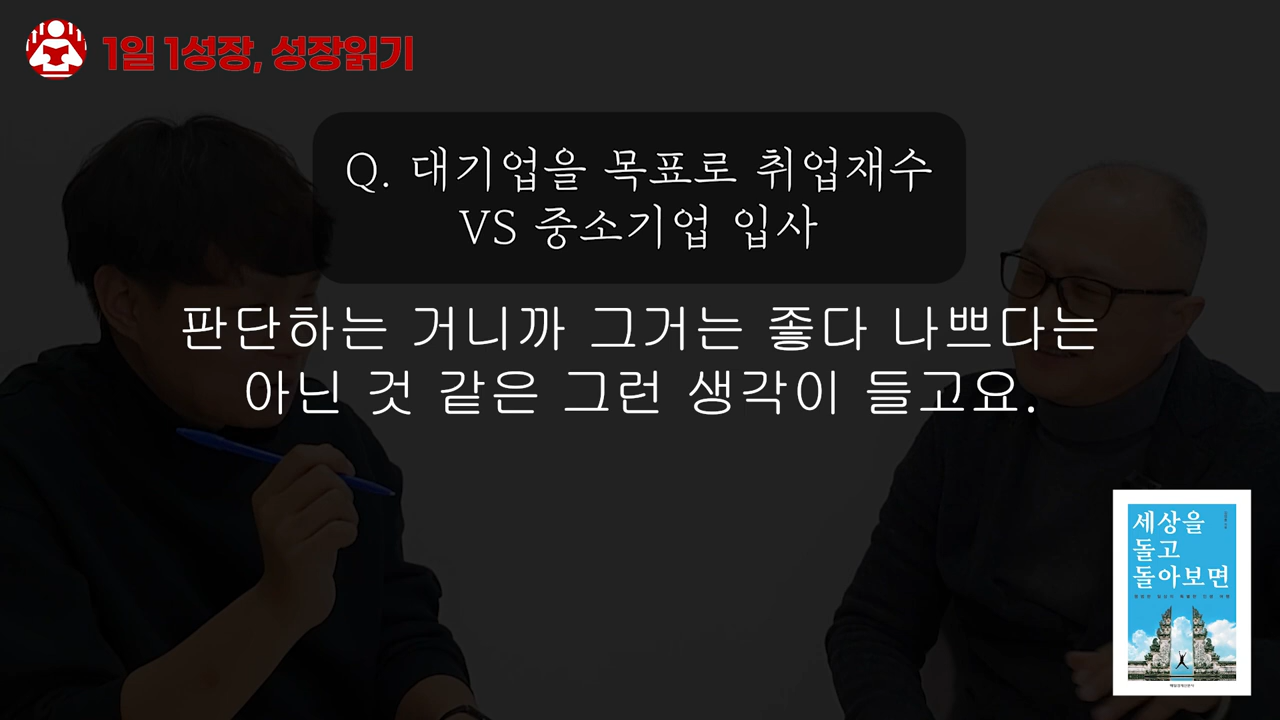 1일 1성장, 성장읽기
Q. 대기업을 목표로 취업재수
VS 중소기업 입사
판단하는 거니까 그거는 좋다 나쁘다는
아닌 것 같은 그런 생각이 들고요.
세상을
돌고
돌아보면